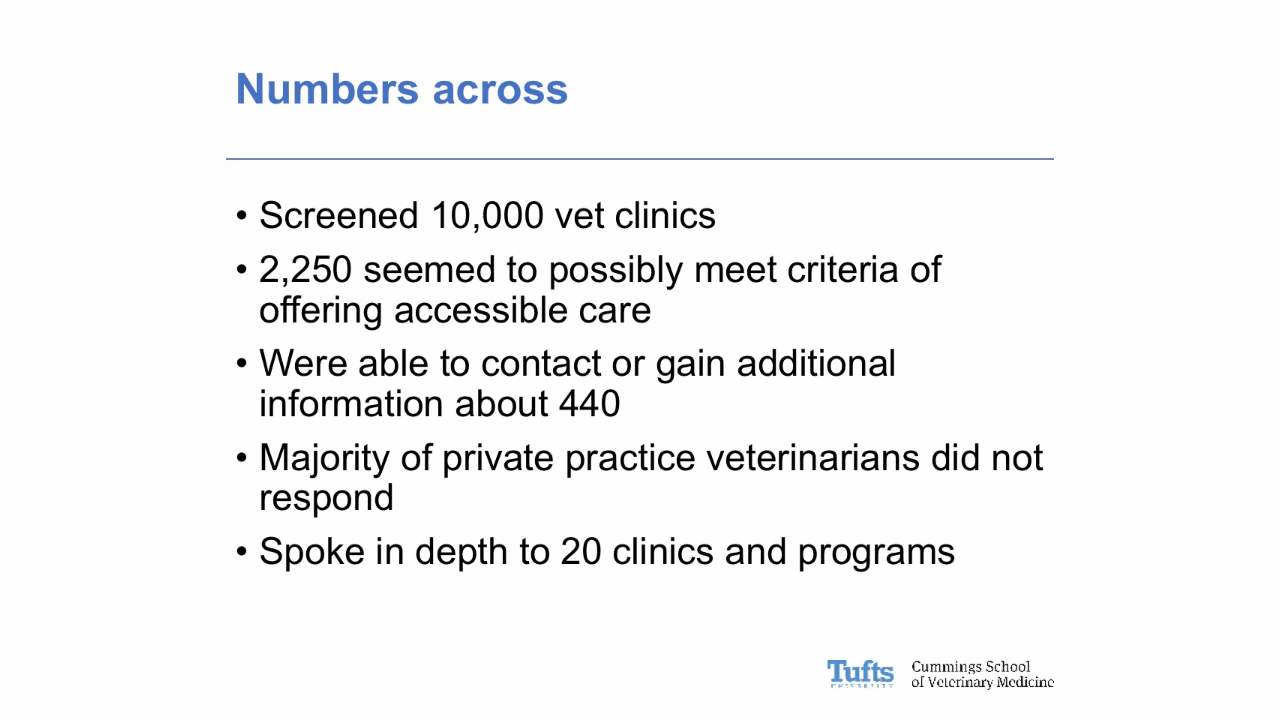 Numbers across
• Screened 10,000 vet clinics
• 2,250 seemed to possibly meet criteria of
offering accessible care
• Were able to contact or gain additional
information about 440
• Majority of private practice veterinarians did not
respond
• Spoke in depth to 20 clinics and programs
Tufts
UNIVERSITY
Cummings School
of Veterinary Medicine